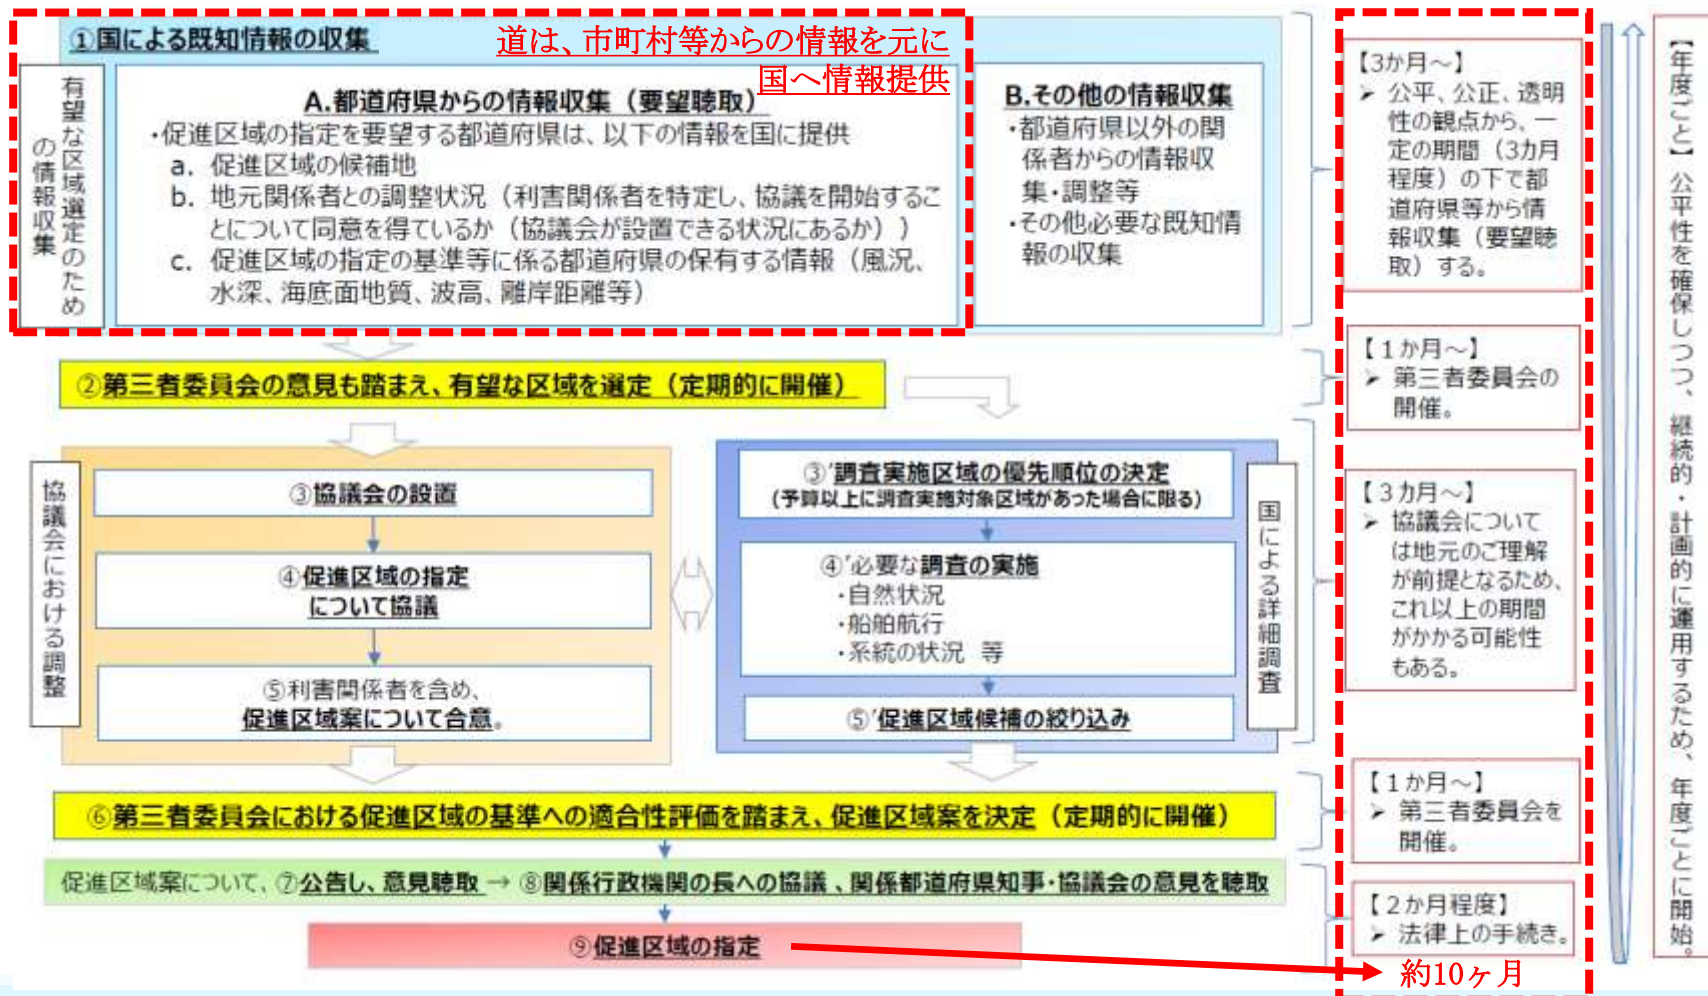 ①国による既知情報の収集
道は、市町村等からの情報を元に
国へ情報提供
有望な区域選定のため
の情報収集
A.都道府県からの情報収集（要望聴取）
・促進区域の指定を要望する都道府県は、以下の情報を国に提供
a. 促進区域の候補地
b. 地元関係者との調整状況（利害関係者を特定し、協議を開始するこ
とについて同意を得ているか（協議会が設置できる状況にあるか））
c. 促進区域の指定の基準等に係る都道府県の保有する情報（風況、
水深、海底面地質、波高、離岸距離等）
B.その他の情報収集
・都道府県以外の関
係者からの情報収
集・調整等
・その他必要な既知情
報の収集
【3か月～】
➢ 公平、公正、透明
性の観点から、一
定の期間（3カ月
程度）の下で都
道府県等から情
報収集（要望聴
取）する。
②第三者委員会の意見も踏まえ、有望な区域を選定（定期的に開催）
【１か月～】
➢ 第三者委員会の
開催。
協議会における調整
③協議会の設置
④促進区域の指定
について協議
⑤利害関係者を含め、
促進区域案について合意。
③’調査実施区域の優先順位の決定
（予算以上に調査実施対象区域があった場合に限る）
④’必要な調査の実施
・自然状況
・船舶航行
・系統の状況 等
⑤’促進区域候補の絞り込み
国による詳細調査
【３カ月～】
➢ 協議会について
は地元のご理解
が前提となるため、
これ以上の期間
がかかる可能性
もある。
⑥第三者委員会における促進区域の基準への適合性評価を踏まえ、促進区域案を決定（定期的に開催）
【１か月～】
➢ 第三者委員会を
開催。
促進区域案について、⑦公告し、意見聴取 → ⑧関係行政機関の長への協議 、関係都道府県知事・協議会の意見を聴取
【２か月程度】
➢ 法律上の手続き。
⑨促進区域の指定
約10ヶ月
【年度ごと】公平性を確保しつつ、継続的・計画的に運用するため、年度ごとに開始。